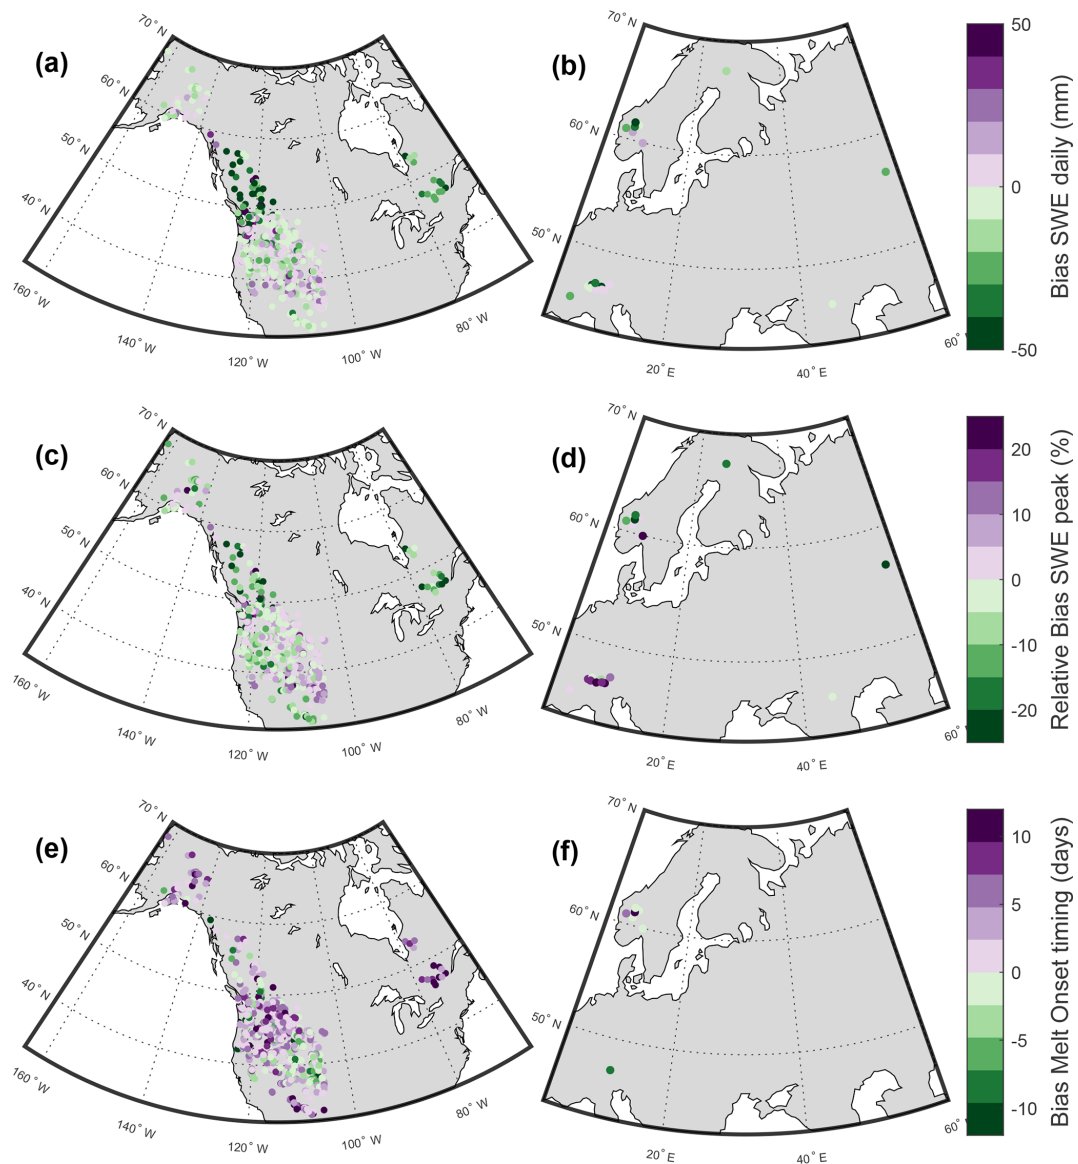 (a)
70° N
60° N
50° N
40° N
160° W
140° W
120° W
100° W
80° W
(b)
70° N
60° N
50° N
20° E
40° E
60°
50
0
-50
Bias SWE daily (mm)
(c)
70° N
60° N
50° N
40° N
160° W
140° W
120° W
100° W
80° W
(d)
70° N
60° N
50° N
20° E
40° E
60°
20
10
0
-10
-20
Relative Bias SWE peak (%)
(e)
70° N
60° N
50° N
40° N
160° W
140° W
120° W
100° W
80° W
(f)
70° N
60° N
50° N
20° E
40° E
60°
10
5
0
-5
-10
Bias Melt Onset timing (days)